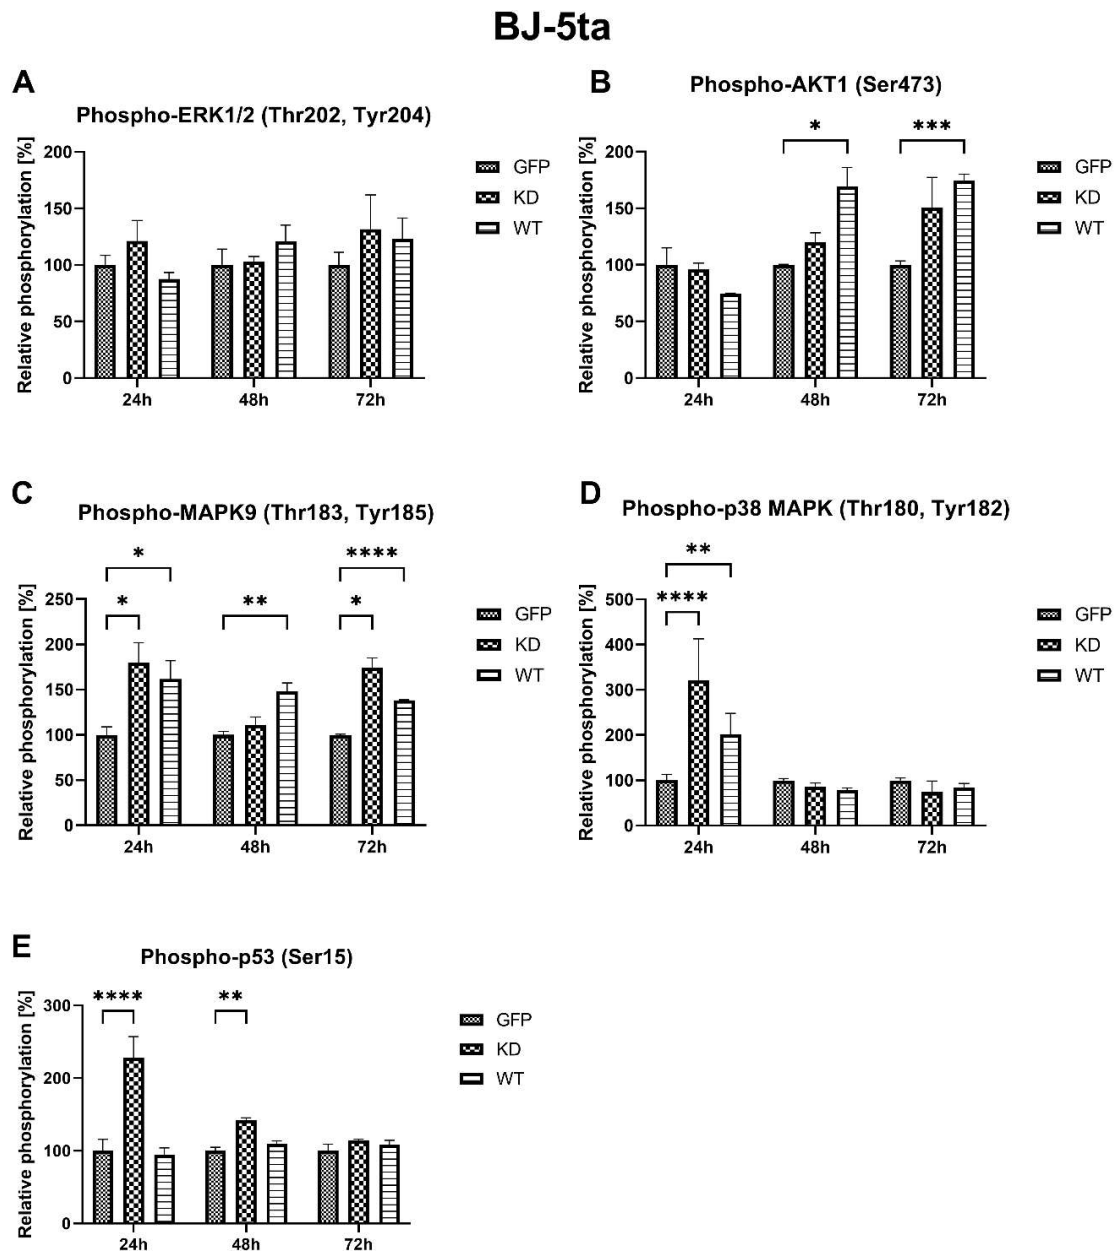 BJ-5ta
A
Phospho-ERK1/2 (Thr202, Tyr204)
Relative phosphorylation [%]
200
150
100
50
0
24h
48h
72h
GFP
KD
WT
B
Phospho-AKT1 (Ser473)
Relative phosphorylation [%]
*
***
200
150
100
50
0
24h
48h
72h
GFP
KD
WT
C
Phospho-MAPK9 (Thr183, Tyr185)
Relative phosphorylation [%]
*
****
*
**
*
250
200
150
100
50
0
24h
48h
72h
GFP
KD
WT
D
Phospho-p38 MAPK (Thr180, Tyr182)
Relative phosphorylation [%]
**
****
500
400
300
200
100
0
24h
48h
72h
GFP
KD
WT
E
Phospho-p53 (Ser15)
Relative phosphorylation [%]
****
**
300
200
100
0
24h
48h
72h
GFP
KD
WT